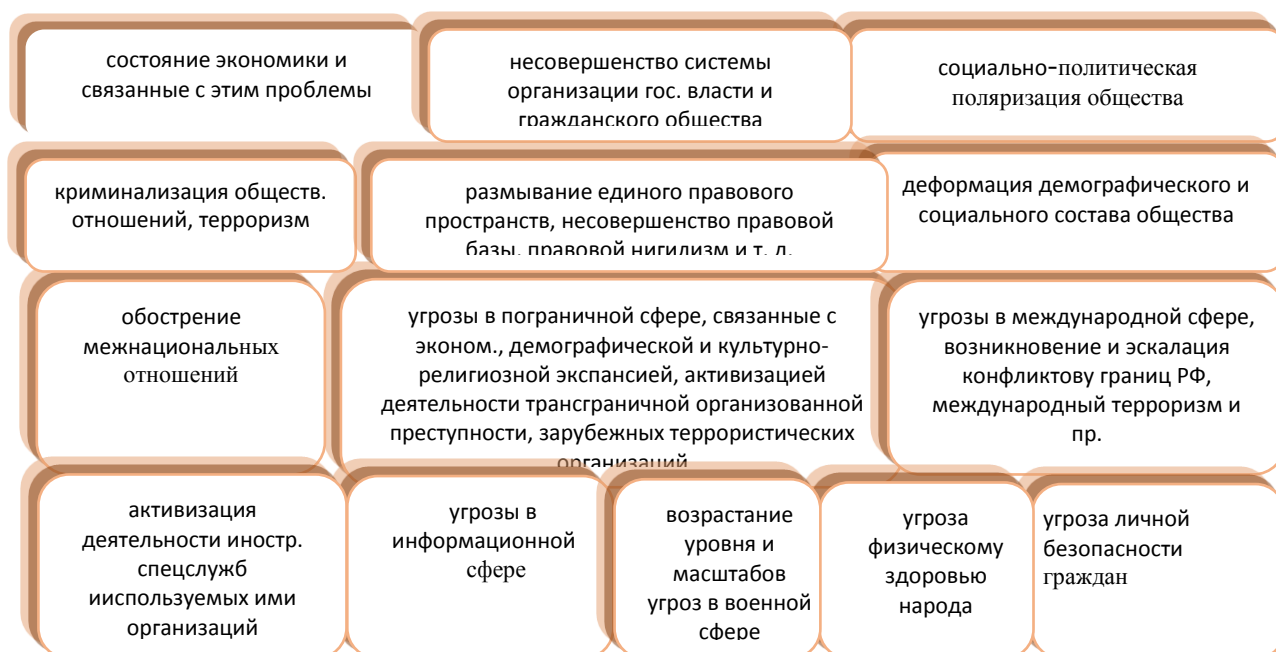 состояние экономики и
связанные с этим проблемы
несовершенство системы
организации гос. власти и
гражданского общества
социально-политическая
поляризация общества
криминализация обществ.
отношений, терроризм
размывание единого правового
пространств, несовершенство правовой
базы, правовой нигилизм и т. д.
деформация демографического и
социального состава общества
обострение
межнациональных
отношений
угрозы в пограничной сфере, связанные с
эконом., демографической и культурно-
религиозной экспансией, активизацией
деятельности трансграничной организованной
преступности, зарубежных террористических
организаций
угрозы в международной сфере,
возникновение и эскалация
конфликтову границ РФ,
международный терроризм и
пр.
активизация
деятельности иностр.
спецслужб
ииспользуемых ими
организаций
угрозы в
информационной
сфере
возрастание
уровня и
масштабов
угроз в военной
сфере
угроза
физическому
здоровью
народа
угроза личной
безопасности
граждан